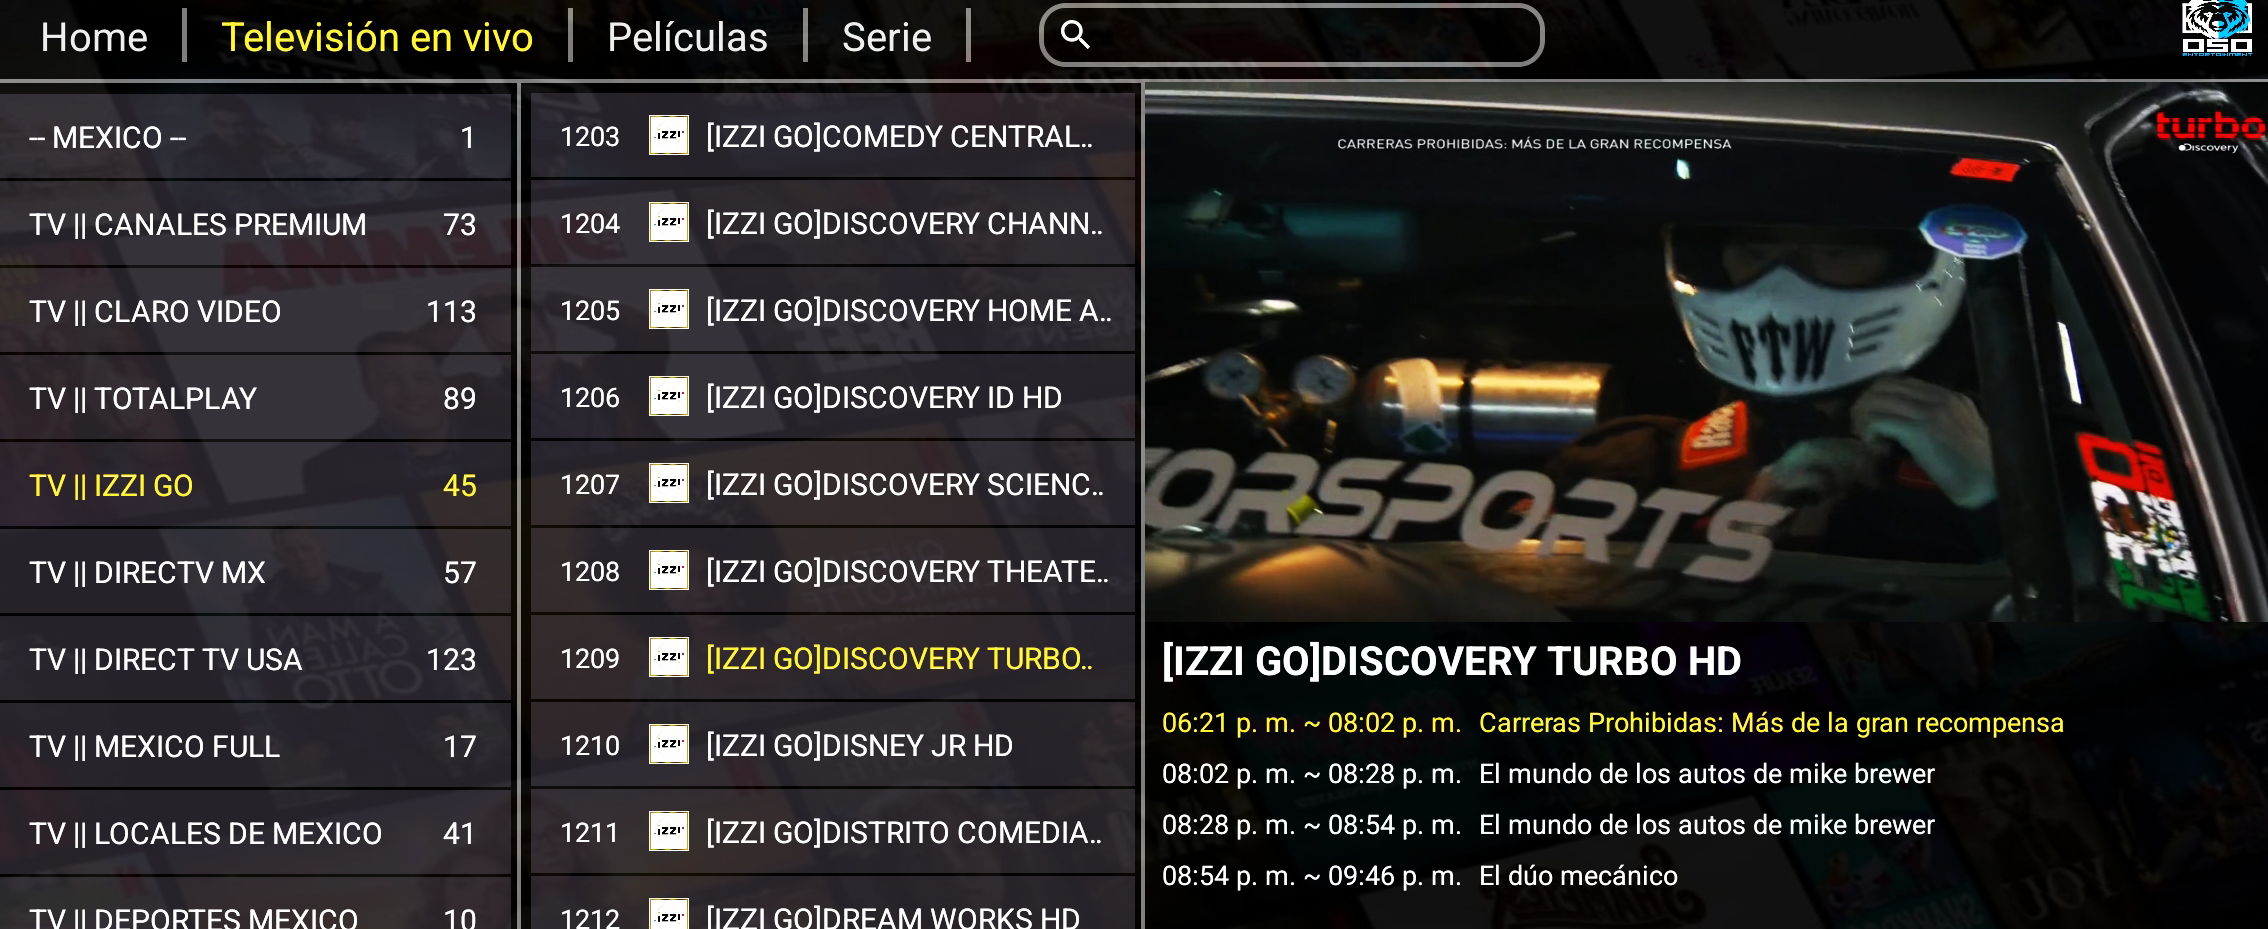 Home
Televisión en vivo
Películas
Serie
OSO
ENTERTAINMENT
-- MEXICO -- 1
TV || CANALES PREMIUM 73
TV || CLARO VIDEO 113
TV || TOTALPLAY 89
TV || IZZI GO 45
TV || DIRECTV MX 57
TV || DIRECT TV USA 123
TV || MEXICO FULL 17
TV || LOCALES DE MEXICO 41
TV || DEPORTES MEXICO 10
1203 izzi [IZZI GO]COMEDY CENTRAL..
1204 izzi [IZZI GO]DISCOVERY CHANN..
1205 izzi [IZZI GO]DISCOVERY HOME A..
1206 izzi [IZZI GO]DISCOVERY ID HD
1207 izzi [IZZI GO]DISCOVERY SCIENC..
1208 izzi [IZZI GO]DISCOVERY THEATE..
1209 izzi [IZZI GO]DISCOVERY TURBO..
1210 izzi [IZZI GO]DISNEY JR HD
1211 izzi [IZZI GO]DISTRITO COMEDIA..
1212 izzi [IZZI GO]DREAM WORKS HD
CARRERAS PROHIBIDAS: MÁS DE LA GRAN RECOMPENSA
turbo
Discovery
FTW
ORSPORTS
[IZZI GO]DISCOVERY TURBO HD
06:21 p. m. ~ 08:02 p. m. Carreras Prohibidas: Más de la gran recompensa
08:02 p. m. ~ 08:28 p. m. El mundo de los autos de mike brewer
08:28 p. m. ~ 08:54 p. m. El mundo de los autos de mike brewer
08:54 p. m. ~ 09:46 p. m. El dúo mecánico